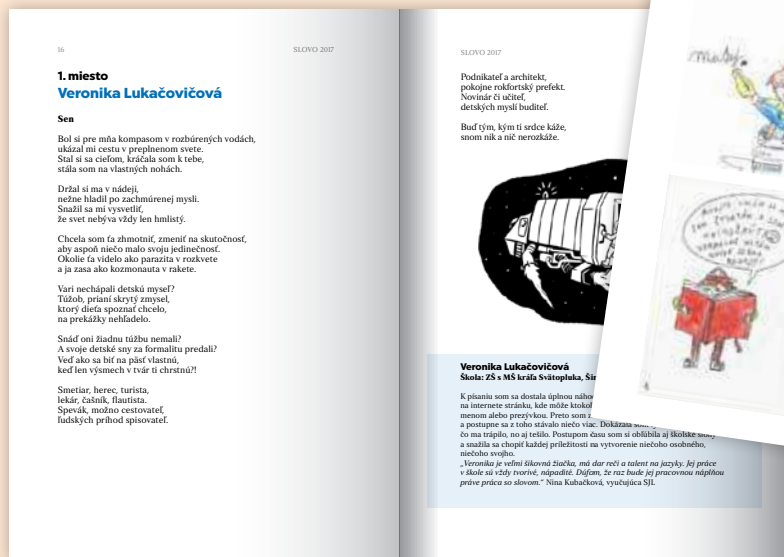 16
SLOVO 2017
1. miesto
Veronika Lukačovičová
Sen
Bol si pre mňa kompasom v rozbúrených vodách,
ukázal mi cestu v preplnenom svete.
Stal si sa cieľom, kráčala som k tebe,
stála som na vlastných nohách.
Držal si ma v nádeji,
nežne hladil po zachmúrenej mysli.
Snažil sa mi vysvetliť,
že svet nebýva vždy len hmlistý.
Chcela som ťa zhmotniť, zmeniť na skutočnosť,
aby aspoň niečo malo svoju jedinečnosť.
Okolie ťa videlo ako parazita v rozkvete
a ja zasa ako kozmonauta v rakete.
Vari nechápali detskú myseľ?
Túžob, prianí skrytý zmysel,
ktorý dieťa spoznať chcelo,
na prekážky nehľadelo.
Snáď oni žiadnu túžbu nemali?
A svoje detské sny za formalitu predali?
Veď ako sa biť na päsť vlastnú,
keď len výsmech v tvár ti chrstnú?!
Smetiar, herec, turista,
lekár, čašník, flautista.
Spevák, možno cestovateľ,
ľudských príhod spisovateľ.
SLOVO 2017
Podnikateľ a architekt,
pokojne rokfortský prefekt.
Novinár či učiteľ,
detských myslí buditeľ.
Buď tým, kým ti srdce káže,
snom nik a nič nerozkáže.
Veronika Lukačovičová
Škola: ZŠ s MŠ kráľa Svätopluka,
K písaniu som sa dostala úplnou
na internete stránku, kde môže
menom alebo prezývkou. Preto som
a postupne sa z toho stávalo niečo viac. Dokázala
čo ma trápilo, no aj tešilo. Postupom času som si obľúbila aj školské
a snažila sa chopiť každej príležitosti na vytvorenie niečoho osobného,
niečoho svojho.
„Veronika je veľmi šikovná žiačka, má dar reči a talent na jazyky. Jej práce
v škole sú vždy tvorivé, nápadité. Dúfam, že raz bude jej pracovnou náplňou
práve práca so slovom.“ Nina Kubačková, vyučujúca SJL